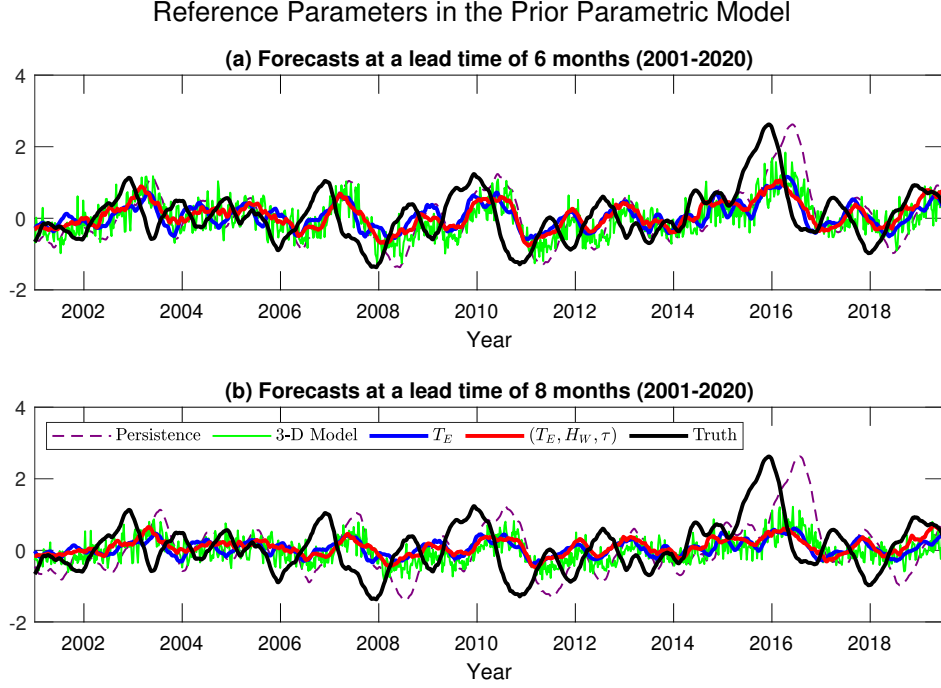 Reference Parameters in the Prior Parametric Model
(a) Forecasts at a lead time of 6 months (2001-2020)
4
2
0
-2
2002 2004 2006 2008 2010 2012 2014 2016 2018
Year
(b) Forecasts at a lead time of 8 months (2001-2020)
4
Persistence 3-D Model T_E (T_E, H_W, τ) Truth
2
0
-2
2002 2004 2006 2008 2010 2012 2014 2016 2018
Year